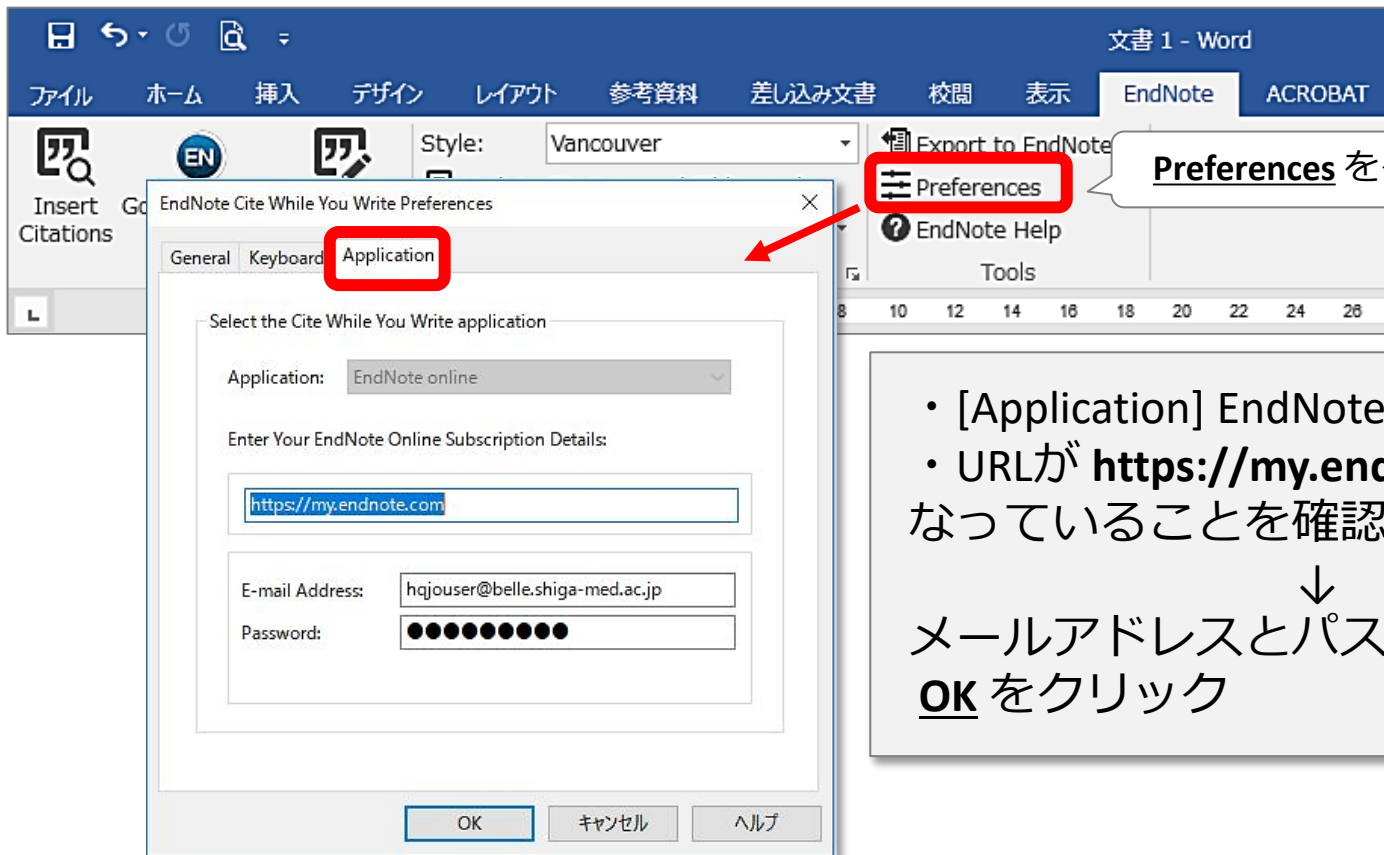 文書 1 - Word
ファイル ホーム 挿入 デザイン レイアウト 参考資料 差し込み文書 校閲 表示 EndNote ACROBAT
Insert Citations
EN
Style: Vancouver
Export to EndNote
Preferences
EndNote Help
Tools
Preferences を
EndNote Cite While You Write Preferences
General Keyboard Application
Select the Cite While You Write application
Application: EndNote online
Enter Your EndNote Online Subscription Details:
https://my.endnote.com
E-mail Address: hqjouser@belle.shiga-med.ac.jp
Password: ●●●●●●●●●
OK キャンセル ヘルプ
8 10 12 14 16 18 20 22 24 26
・[Application] EndNote
・URLが https://my.end
なっていることを確認
↓
メールアドレスとパス
OK をクリック